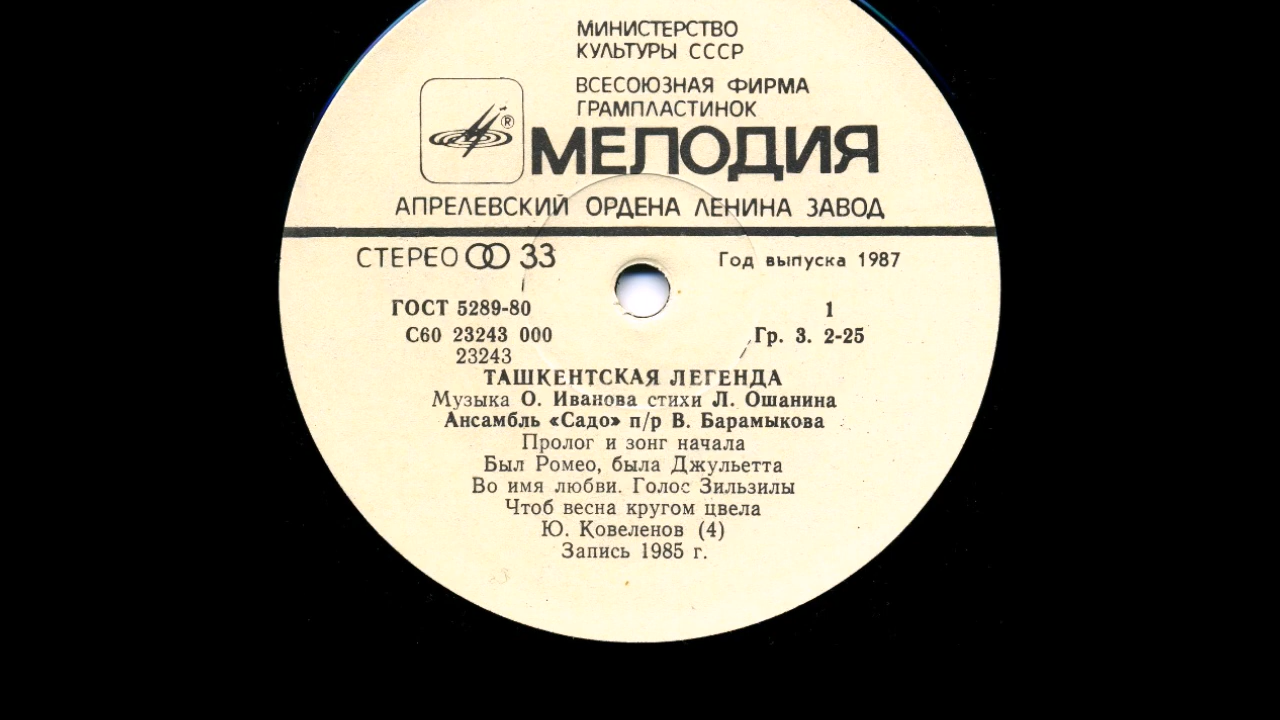 МИНИСТЕРСТВО
КУЛЬТУРЫ СССР
ВСЕСОЮЗНАЯ ФИРМА
ГРАМПЛАСТИНОК
®
МЕЛОДИЯ
АПРЕЛЕВСКИЙ ОРДЕНА ЛЕНИНА ЗАВОД
СТЕРЕО 33
Год выпуска 1987
ГОСТ 5289-80 1
С60 23243 000 Гр. 3. 2-25
23243
ТАШКЕНТСКАЯ ЛЕГЕНДА
Музыка О. Иванова стихи Л. Ошанина
Ансамбль «Садо» п/р В. Барамыкова
Пролог и зонг начала
Был Ромео, была Джульетта
Во имя любви. Голос Зильзилы
Чтоб весна кругом цвела
Ю. Ковеленов (4)
Запись 1985 г.